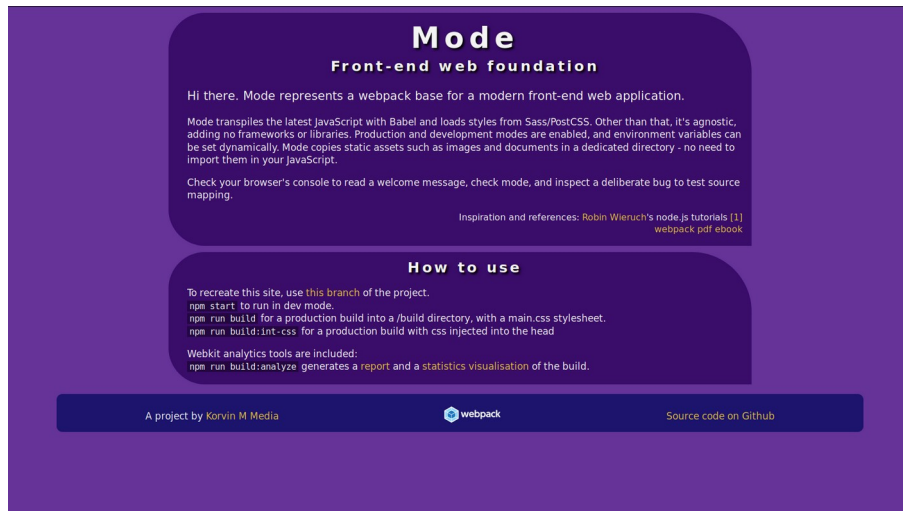 Mode
Front-end web foundation
Hi there. Mode represents a webpack base for a modern front-end web application.
Mode transpiles the latest JavaScript with Babel and loads styles from Sass/PostCSS. Other than that, it's agnostic,
adding no frameworks or libraries. Production and development modes are enabled, and environment variables can
be set dynamically. Mode copies static assets such as images and documents in a dedicated directory - no need to
import them in your JavaScript.
Check your browser's console to read a welcome message, check mode, and inspect a deliberate bug to test source
mapping.
Inspiration and references: Robin Wieruch's node.js tutorials [1]
webpack pdf ebook
How to use
To recreate this site, use this branch of the project.
npm start to run in dev mode.
npm run build for a production build into a /build directory, with a main.css stylesheet.
npm run build:int-css for a production build with css injected into the head
Webkit analytics tools are included:
npm run build:analyze generates a report and a statistics visualisation of the build.
A project by Korvin M Media
webpack
Source code on Github